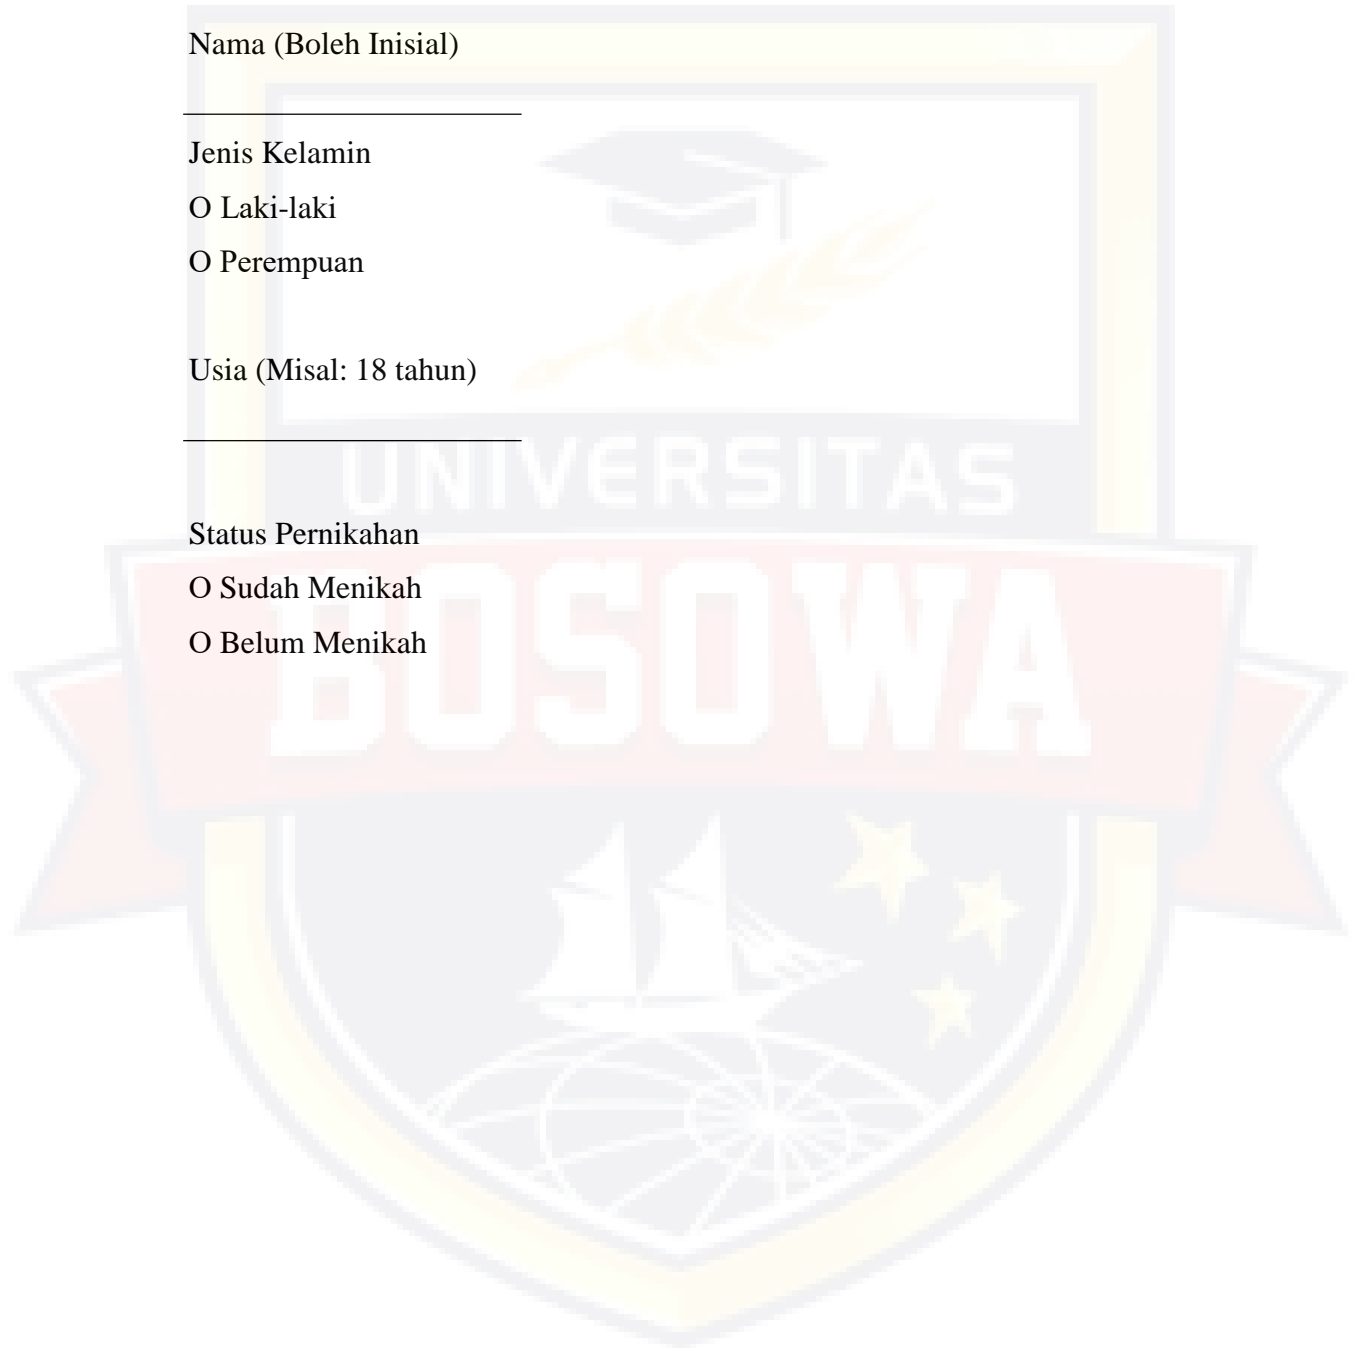 Nama (Boleh Inisial)
Jenis Kelamin
O Laki-laki
O Perempuan
Usia (Misal: 18 tahun)
UNIVERSITAS
Status Pernikahan
O Sudah Menikah
O Belum Menikah
BOSOWA